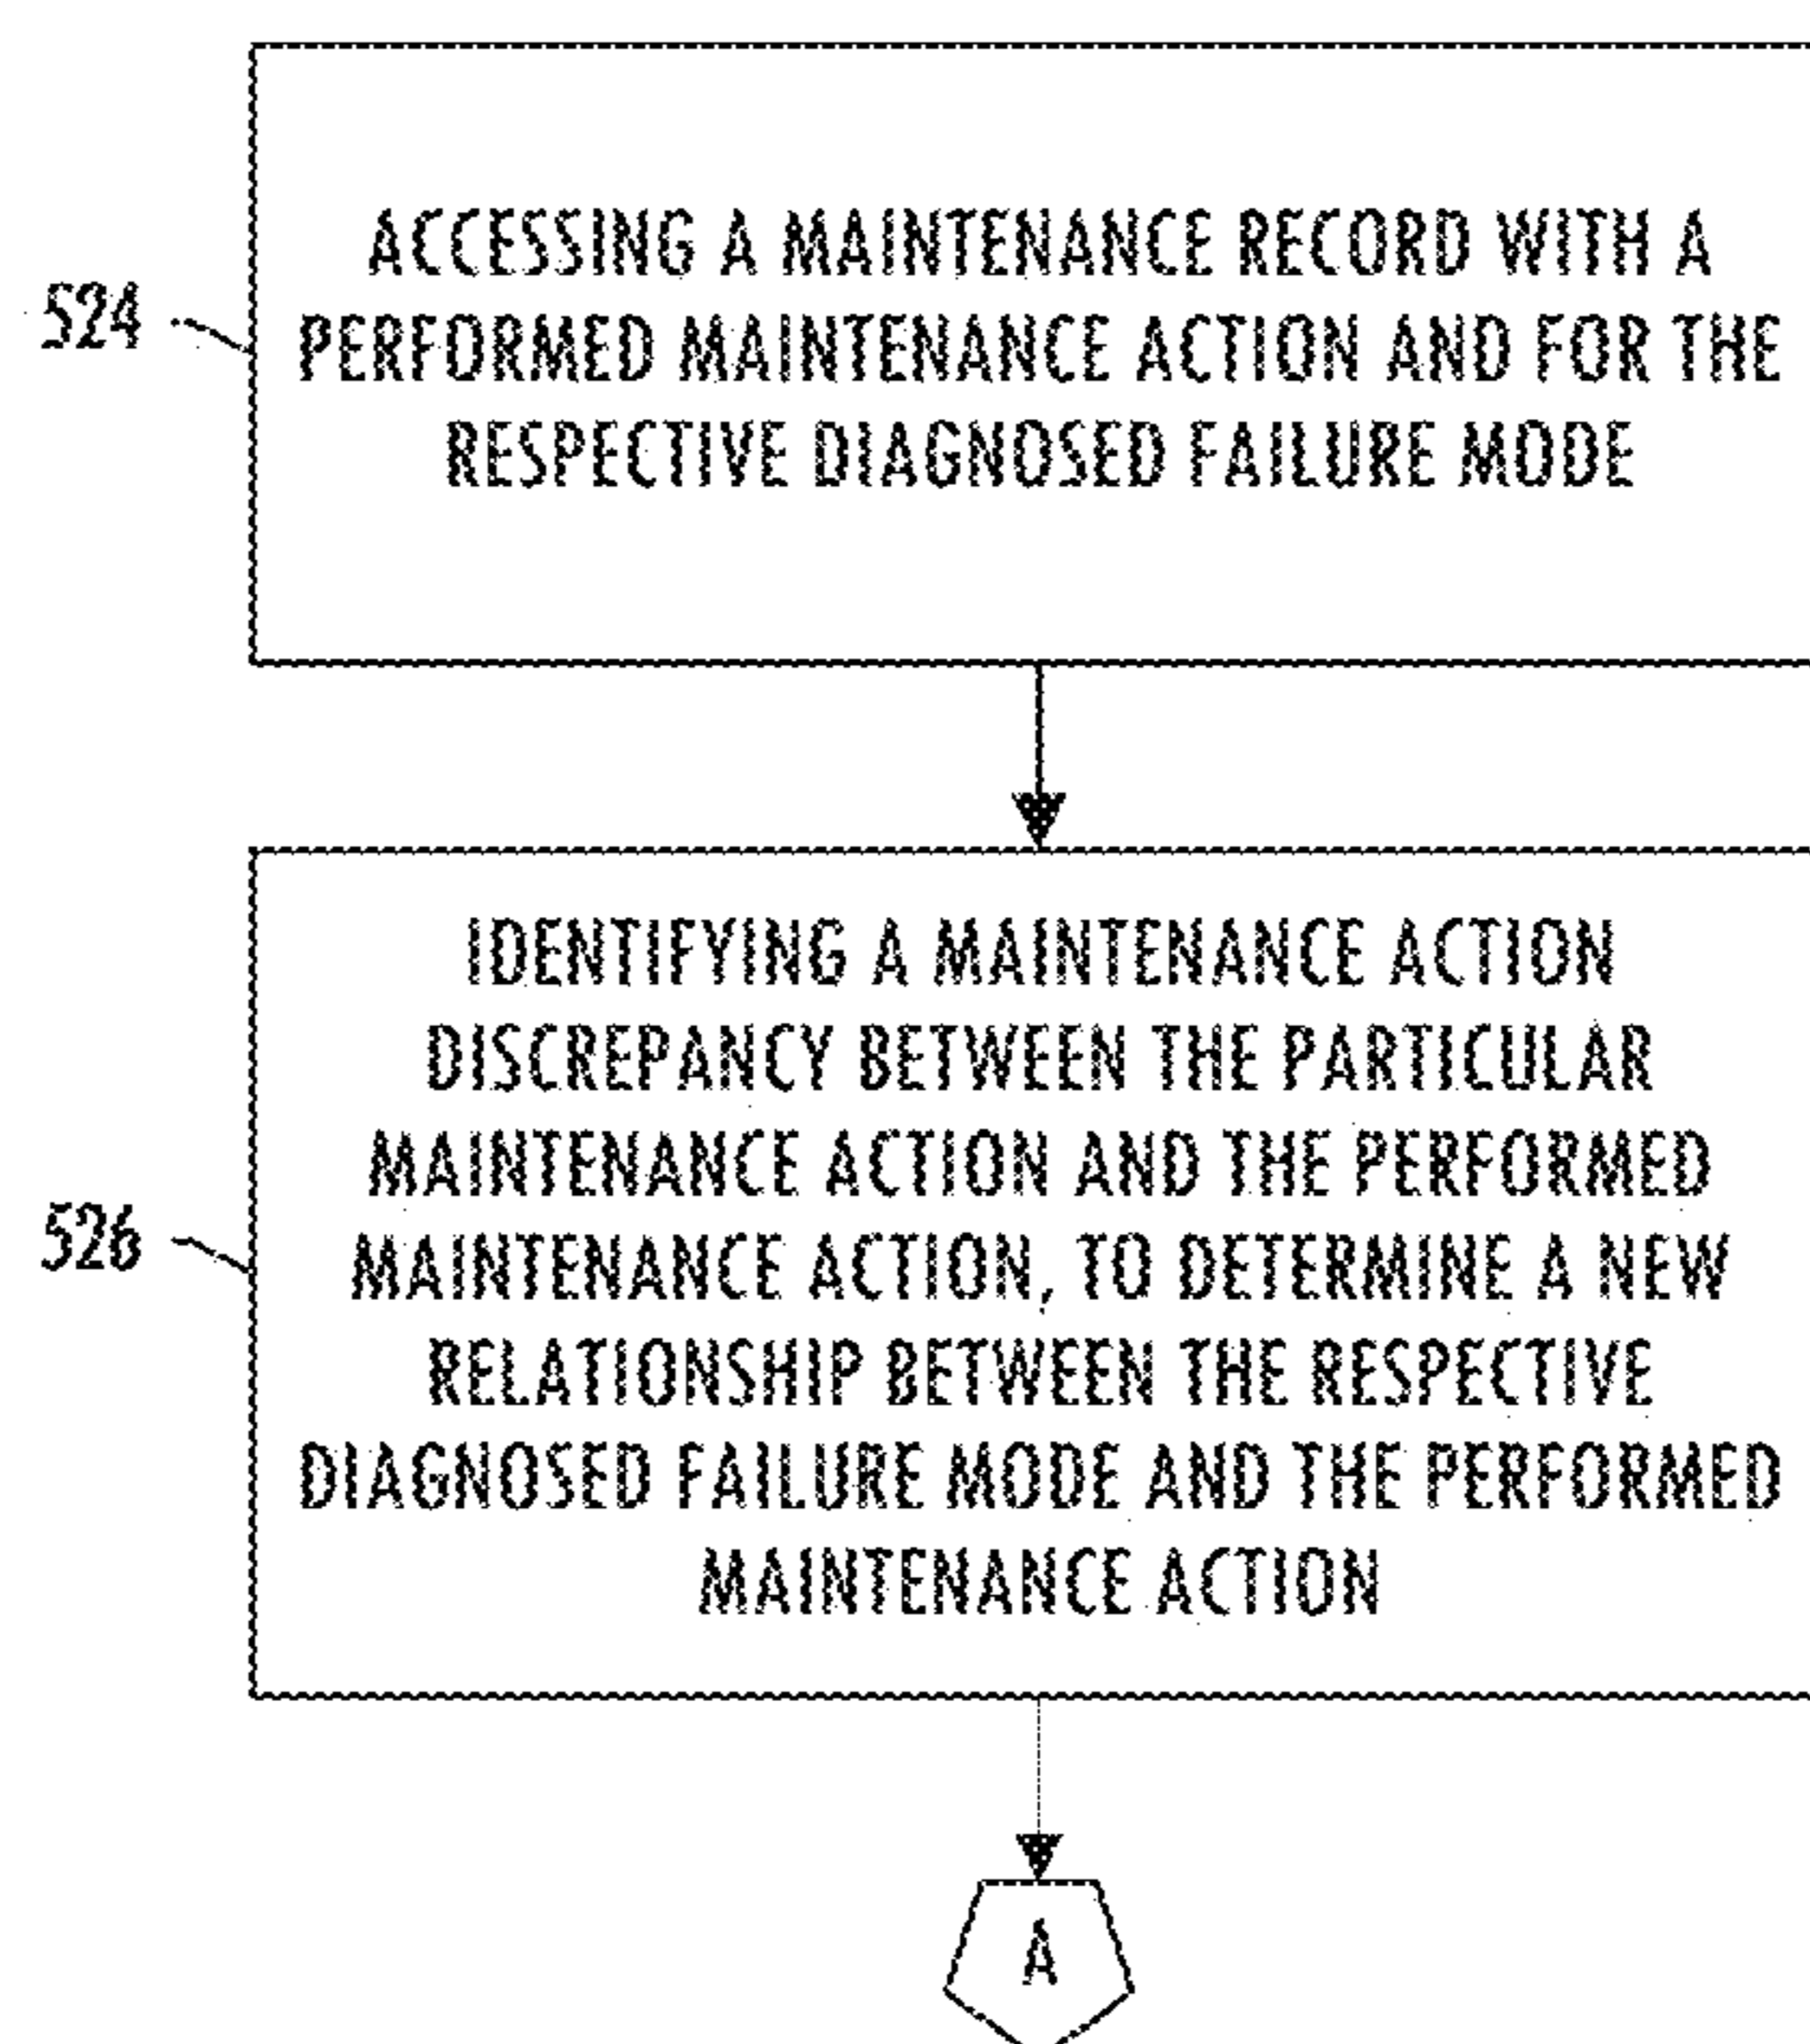 524
ACCESSING A MAINTENANCE RECORD WITH A
PERFORMED MAINTENANCE ACTION AND FOR THE
RESPECTIVE DIAGNOSED FAILURE MODE
526
IDENTIFYING A MAINTENANCE ACTION
DISCREPANCY BETWEEN THE PARTICULAR
MAINTENANCE ACTION AND THE PERFORMED
MAINTENANCE ACTION, TO DETERMINE A NEW
RELATIONSHIP BETWEEN THE RESPECTIVE
DIAGNOSED FAILURE MODE AND THE PERFORMED
MAINTENANCE ACTION
A